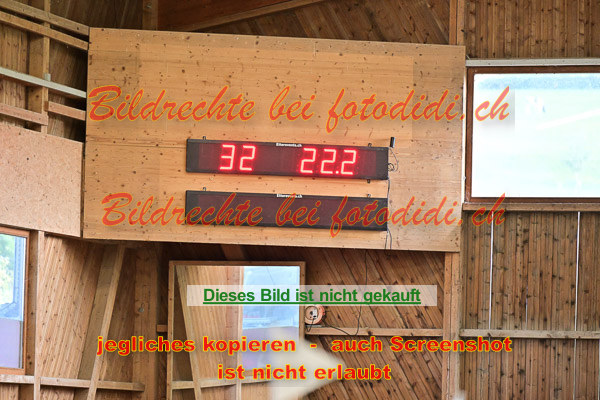 Bildrechte bei fotodidi.ch
32 22.2
Bildrechte bei fotodidi.ch
Dieses Bild ist nicht gekauft
jegliches kopieren - auch Screenshot
ist nicht erlaubt